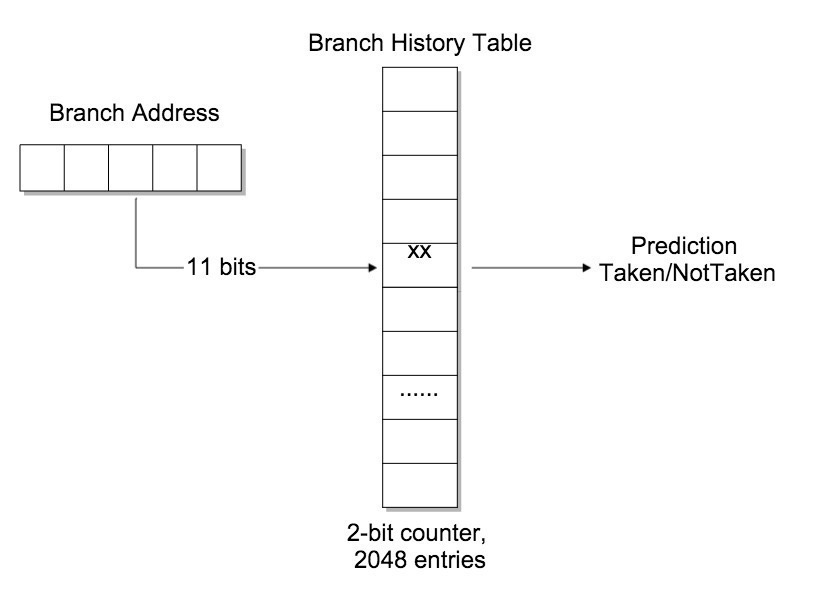 Branch History Table
Branch Address
xx
11 bits
Prediction
Taken/NotTaken
......
2-bit counter,
2048 entries